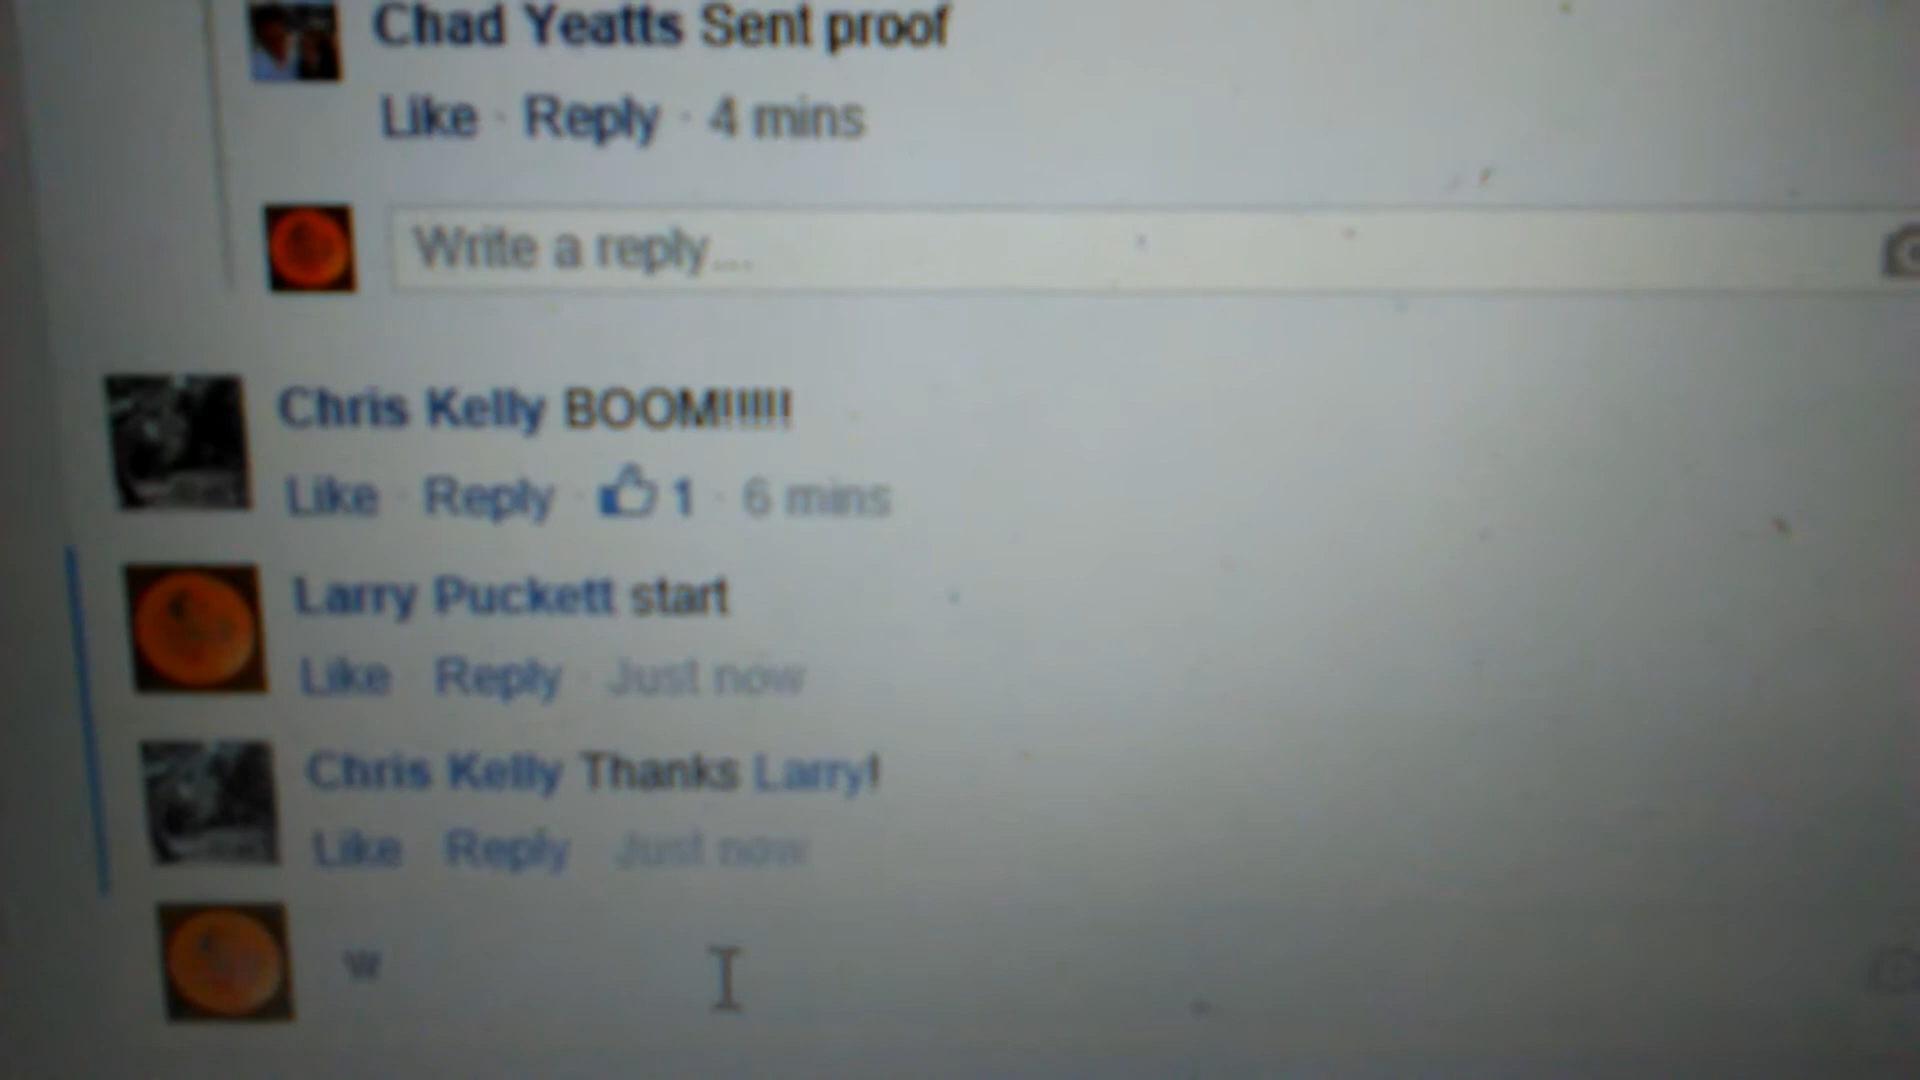 Chad Yeatts Sent proof
Like · Reply · 4 mins
Write a reply...
Chris Kelly BOOM!!!!!!
Like · Reply · 1 · 6 mins
Larry Puckett start
Like · Reply · Just now
Chris Kelly Thanks Larry!
Like · Reply · Just now
w